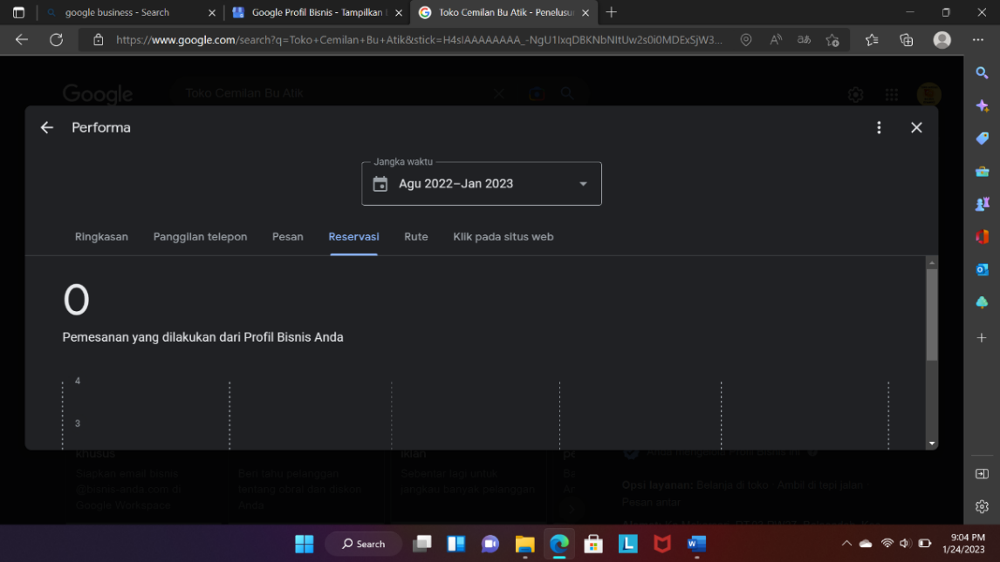 google business - Search
Google Profil Bisnis - Tampilkan
Toko Cemilan Bu Atik - Penelusu
https://www.google.com/search?q=Toko+Cemilan+Bu+Atik&stick=H4sIAAAAAAAA_-NgU1IxqDBKNbNItUw2s0i0MDExSjW3...
Google
Toko Cemilan Bu Atik
Performa
Jangka waktu
Agu 2022–Jan 2023
Ringkasan Panggilan telepon Pesan Reservasi Rute Klik pada situs web
0
Pemesanan yang dilakukan dari Profil Bisnis Anda
4
3
khusus
Siapkan email bisnis
@bisnis-anda.com di
Google Workspace
Beri tahu pelanggan
tentang obral dan diskon
Anda
iklan
Sebentar lagi untuk
jangkau banyak pelanggan
Anda mengelola Profil Bisnis ini
Opsi layanan: Belanja di toko · Ambil di tepi jalan ·
Pesan antar
Search
9:04 PM
1/24/2023